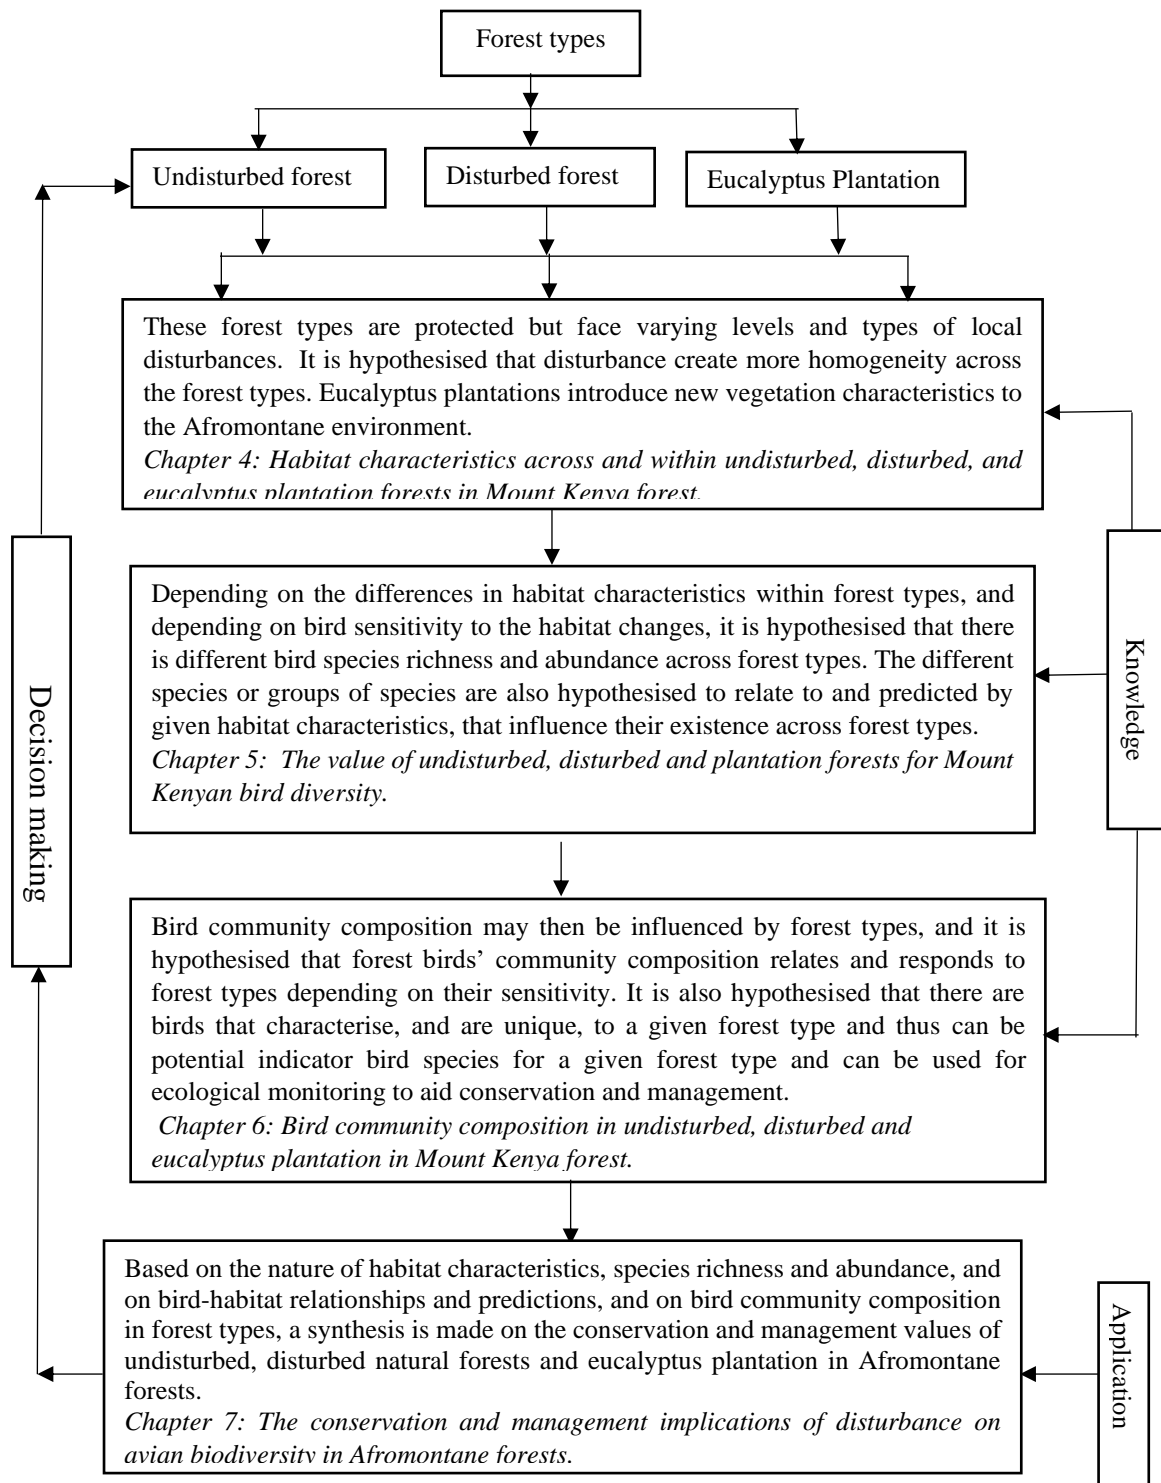 Forest types
Undisturbed forest
Disturbed forest
Eucalyptus Plantation
These forest types are protected but face varying levels and types of local
disturbances. It is hypothesised that disturbance create more homogeneity across
the forest types. Eucalyptus plantations introduce new vegetation characteristics to
the Afromontane environment.
Chapter 4: Habitat characteristics across and within undisturbed, disturbed, and
eucalyptus plantation forests in Mount Kenya forest.
Depending on the differences in habitat characteristics within forest types, and
depending on bird sensitivity to the habitat changes, it is hypothesised that there
is different bird species richness and abundance across forest types. The different
species or groups of species are also hypothesised to relate to and predicted by
given habitat characteristics, that influence their existence across forest types.
Chapter 5: The value of undisturbed, disturbed and plantation forests for Mount
Kenyan bird diversity.
Bird community composition may then be influenced by forest types, and it is
hypothesised that forest birds’ community composition relates and responds to
forest types depending on their sensitivity. It is also hypothesised that there are
birds that characterise, and are unique, to a given forest type and thus can be
potential indicator bird species for a given forest type and can be used for
ecological monitoring to aid conservation and management.
Chapter 6: Bird community composition in undisturbed, disturbed and
eucalyptus plantation in Mount Kenya forest.
Based on the nature of habitat characteristics, species richness and abundance, and
on bird-habitat relationships and predictions, and on bird community composition
in forest types, a synthesis is made on the conservation and management values of
undisturbed, disturbed natural forests and eucalyptus plantation in Afromontane
forests.
Chapter 7: The conservation and management implications of disturbance on
avian biodiversity in Afromontane forests.
Decision making
Knowledge
Application